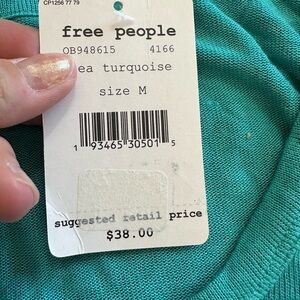 CP1256 77 79
free people
OB948615 4166
ea turquoise
size M
1 93465 30501 5
suggested retail price
$38.00